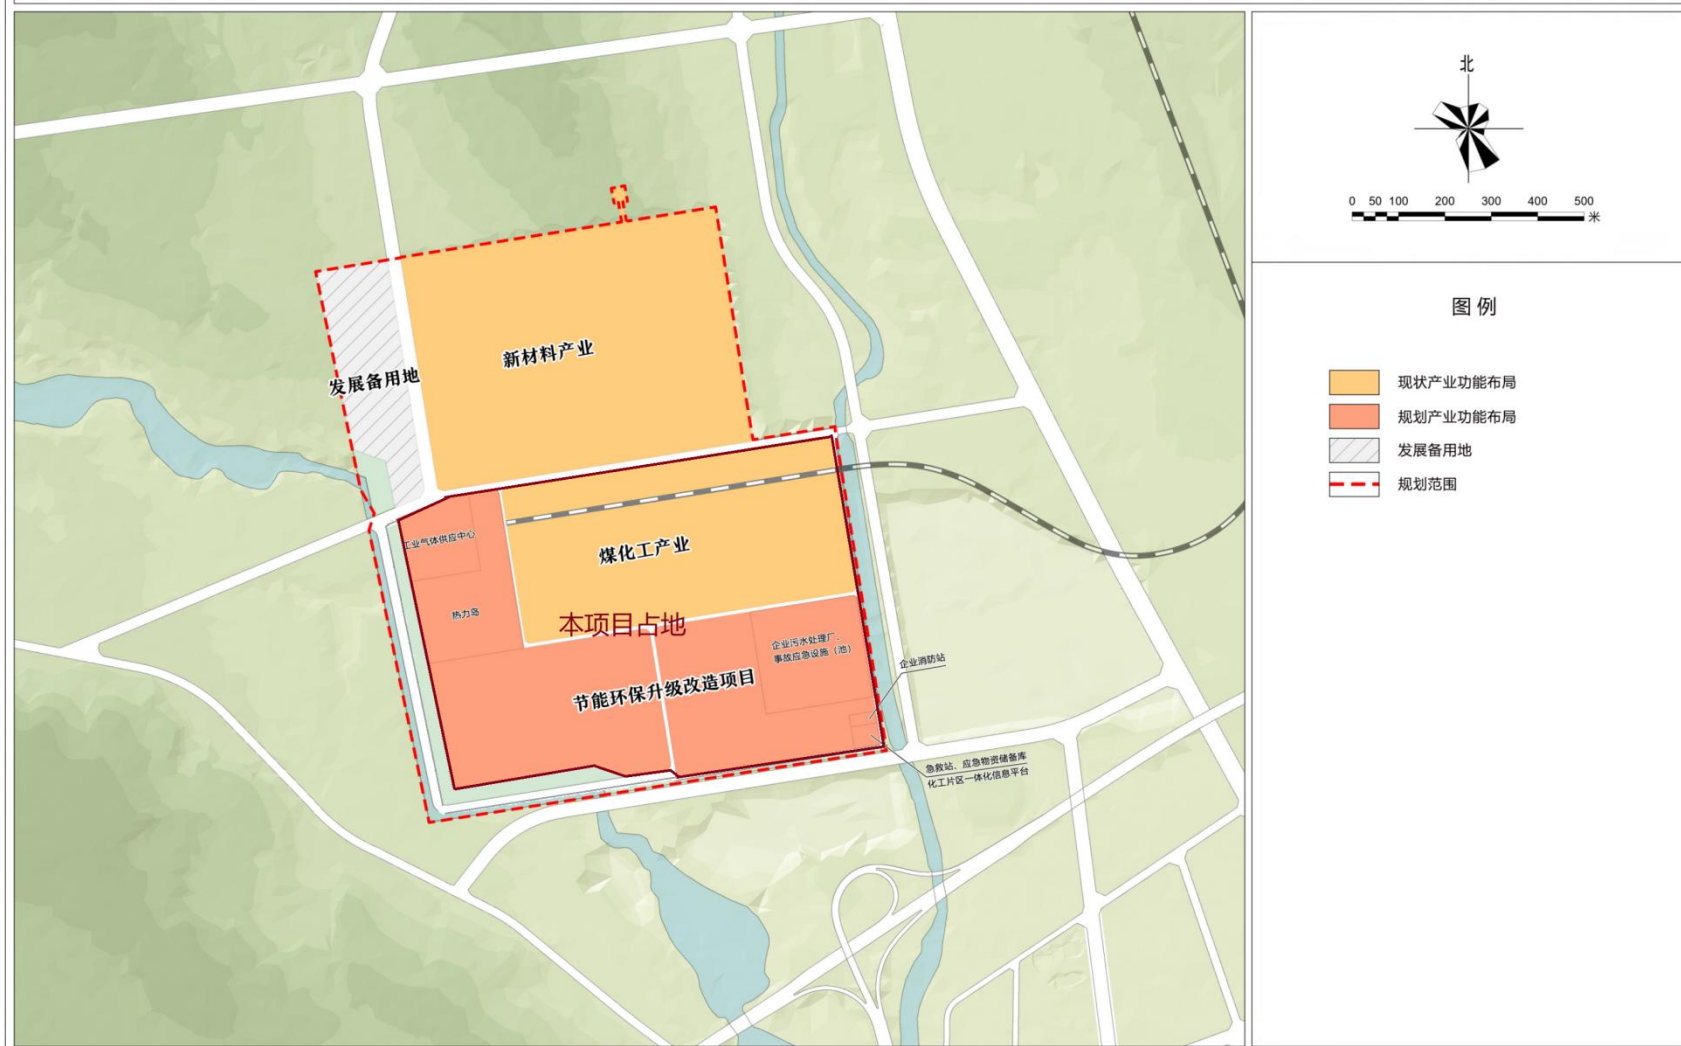 北
0 50 100 200 300 400 500
米
图 例
现状产业功能布局
规划产业功能布局
发展备用地
规划范围
新材料产业
发展备用地
工业气体供应中心
煤化工产业
热力岛
本项目占地
企业污水处理厂、
事故应急设施（池）
企业消防站
节能环保升级改造项目
急救站、应急物资储备库
化工片区一体化信息平台